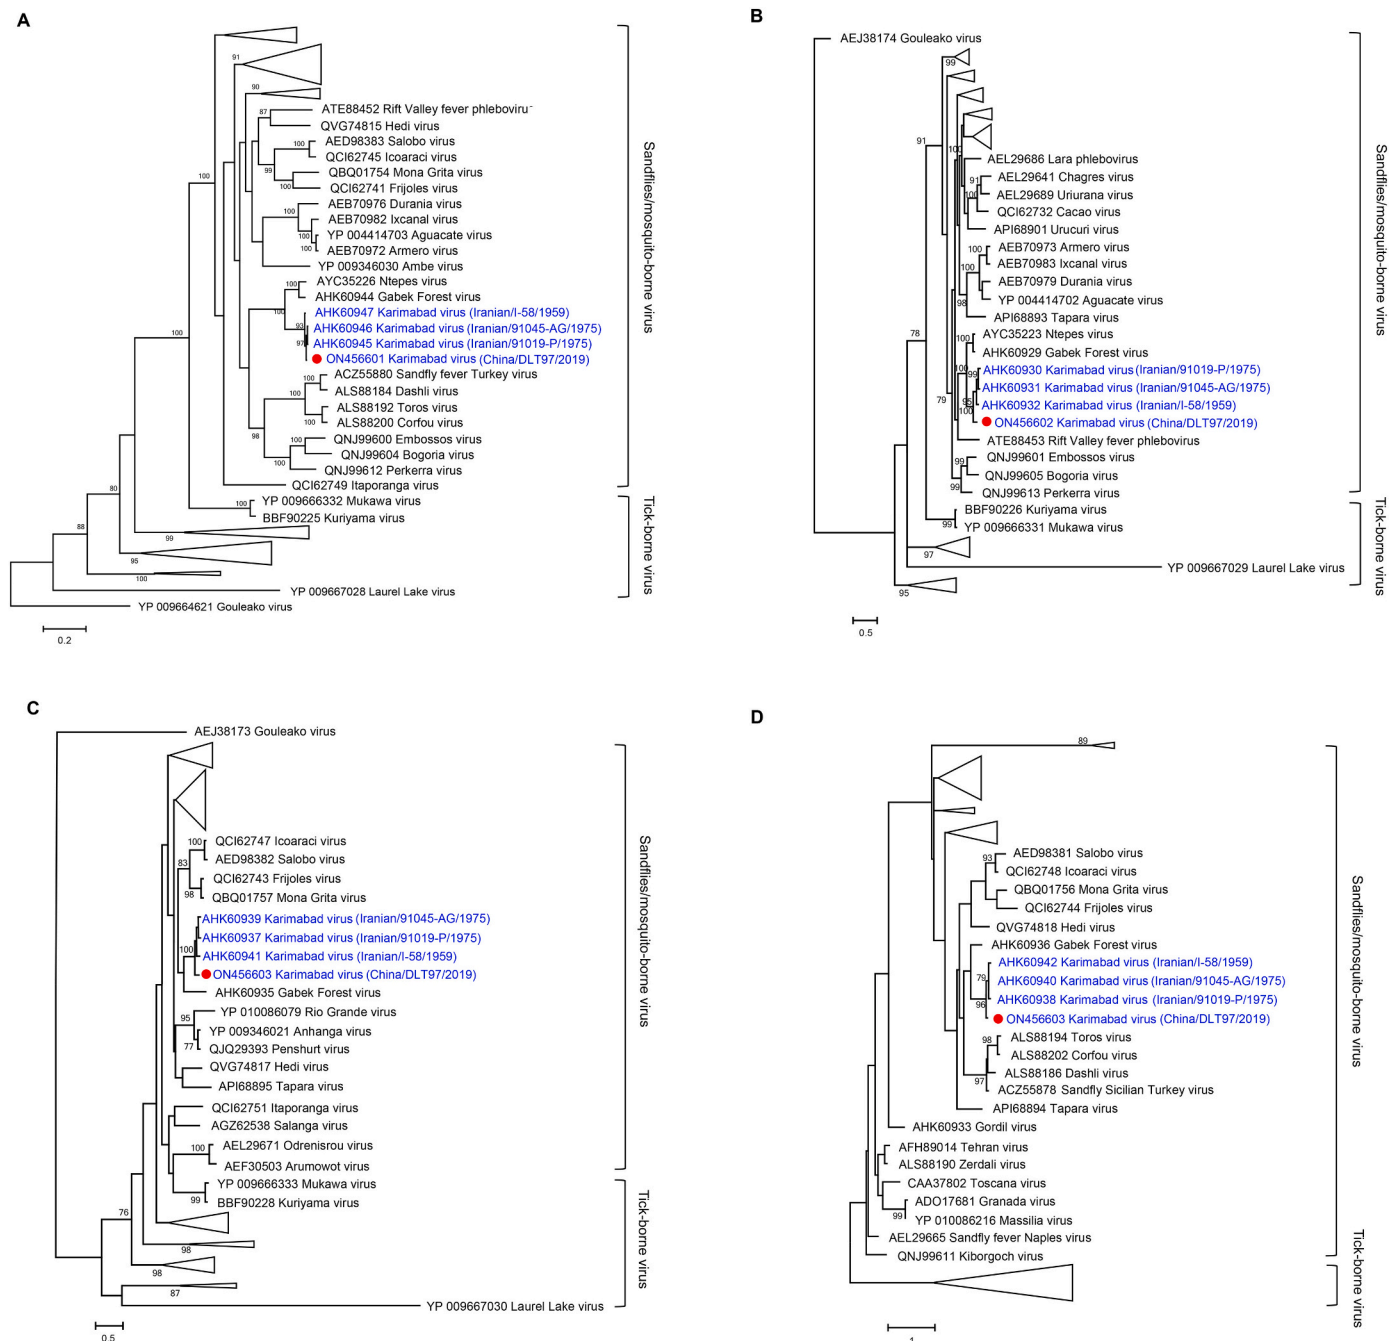 A
91
90
87
ATE88452 Rift Valley fever phleboviru
QVG74815 Hedi virus
100
AED98383 Salobo virus
QCI62745 Icoaraci virus
99
QBQ01754 Mona Grita virus
100
QCI62741 Frijoles virus
100
100
AEB70976 Durania virus
AEB70982 Ixcanal virus
100
YP 004414703 Aguacate virus
100
AEB70972 Armero virus
YP 009346030 Ambe virus
100
AYC35226 Ntepes virus
AHK60944 Gabek Forest virus
100
AHK60947 Karimabad virus (Iranian/I-58/1959)
93
AHK60946 Karimabad virus (Iranian/91045-AG/1975)
97
AHK60945 Karimabad virus (Iranian/91019-P/1975)
ON456601 Karimabad virus (China/DLT97/2019)
100
ACZ55880 Sandfly fever Turkey virus
100
ALS88184 Dashli virus
ALS88192 Toros virus
100
ALS88200 Corfou virus
98
100
QNJ99600 Embossos virus
QNJ99604 Bogoria virus
100
QNJ99612 Perkerra virus
QCI62749 Itaporanga virus
100
YP 009666332 Mukawa virus
100
BBF90225 Kuriyama virus
80
88
99
95
100
YP 009667028 Laurel Lake virus
YP 009664621 Gouleako virus
0.2
Sandflies/mosquito-borne virus
Tick-borne virus
B
AEJ38174 Gouleako virus
99
91
100
AEL29686 Lara phlebovirus
91
AEL29641 Chagres virus
100
AEL29689 Uriurana virus
QCI62732 Cacao virus
API68901 Urucuri virus
100
AEB70973 Armero virus
100
AEB70983 Ixcanal virus
AEB70979 Durania virus
98
YP 004414702 Aguacate virus
API68893 Tapara virus
78
100
AYC35223 Ntepes virus
AHK60929 Gabek Forest virus
100
99
AHK60930 Karimabad virus (Iranian/91019-P/1975)
AHK60931 Karimabad virus (Iranian/91045-AG/1975)
79
95
AHK60932 Karimabad virus (Iranian/I-58/1959)
100
ON456602 Karimabad virus (China/DLT97/2019)
ATE88453 Rift Valley fever phlebovirus
99
QNJ99601 Embossos virus
QNJ99605 Bogoria virus
99
QNJ99613 Perkerra virus
BBF90226 Kuriyama virus
99
YP 009666331 Mukawa virus
97
YP 009667029 Laurel Lake virus
95
0.5
Sandflies/mosquito-borne virus
Tick-borne virus
C
AEJ38173 Gouleako virus
100
QCI62747 Icoaraci virus
83
AED98382 Salobo virus
QCI62743 Frijoles virus
98
QBQ01757 Mona Grita virus
AHK60939 Karimabad virus (Iranian/91045-AG/1975)
AHK60937 Karimabad virus (Iranian/91019-P/1975)
100
AHK60941 Karimabad virus (Iranian/I-58/1959)
ON456603 Karimabad virus (China/DLT97/2019)
AHK60935 Gabek Forest virus
95
YP 010086079 Rio Grande virus
YP 009346021 Anhanga virus
77
QJQ29393 Penshurt virus
QVG74817 Hedi virus
API68895 Tapara virus
QCI62751 Itaporanga virus
AGZ62538 Salanga virus
100
AEL29671 Odrenisrou virus
AEF30503 Arumowot virus
YP 009666333 Mukawa virus
99
BBF90228 Kuriyama virus
76
98
98
87
YP 009667030 Laurel Lake virus
0.5
Sandflies/mosquito-borne virus
Tick-borne virus
D
89
93
AED98381 Salobo virus
QCI62748 Icoaraci virus
QBQ01756 Mona Grita virus
QCI62744 Frijoles virus
QVG74818 Hedi virus
AHK60936 Gabek Forest virus
AHK60942 Karimabad virus (Iranian/I-58/1959)
79
AHK60940 Karimabad virus (Iranian/91045-AG/1975)
96
AHK60938 Karimabad virus (Iranian/91019-P/1975)
ON456603 Karimabad virus (China/DLT97/2019)
98
ALS88194 Toros virus
ALS88202 Corfou virus
97
ALS88186 Dashli virus
ACZ55878 Sandfly Sicilian Turkey virus
API68894 Tapara virus
AHK60933 Gordil virus
AFH89014 Tehran virus
ALS88190 Zerdali virus
CAA37802 Toscana virus
ADO17681 Granada virus
99
YP 010086216 Massilia virus
AEL29665 Sandfly fever Naples virus
QNJ99611 Kiborgoch virus
1
Sandflies/mosquito-borne virus
Tick-borne virus